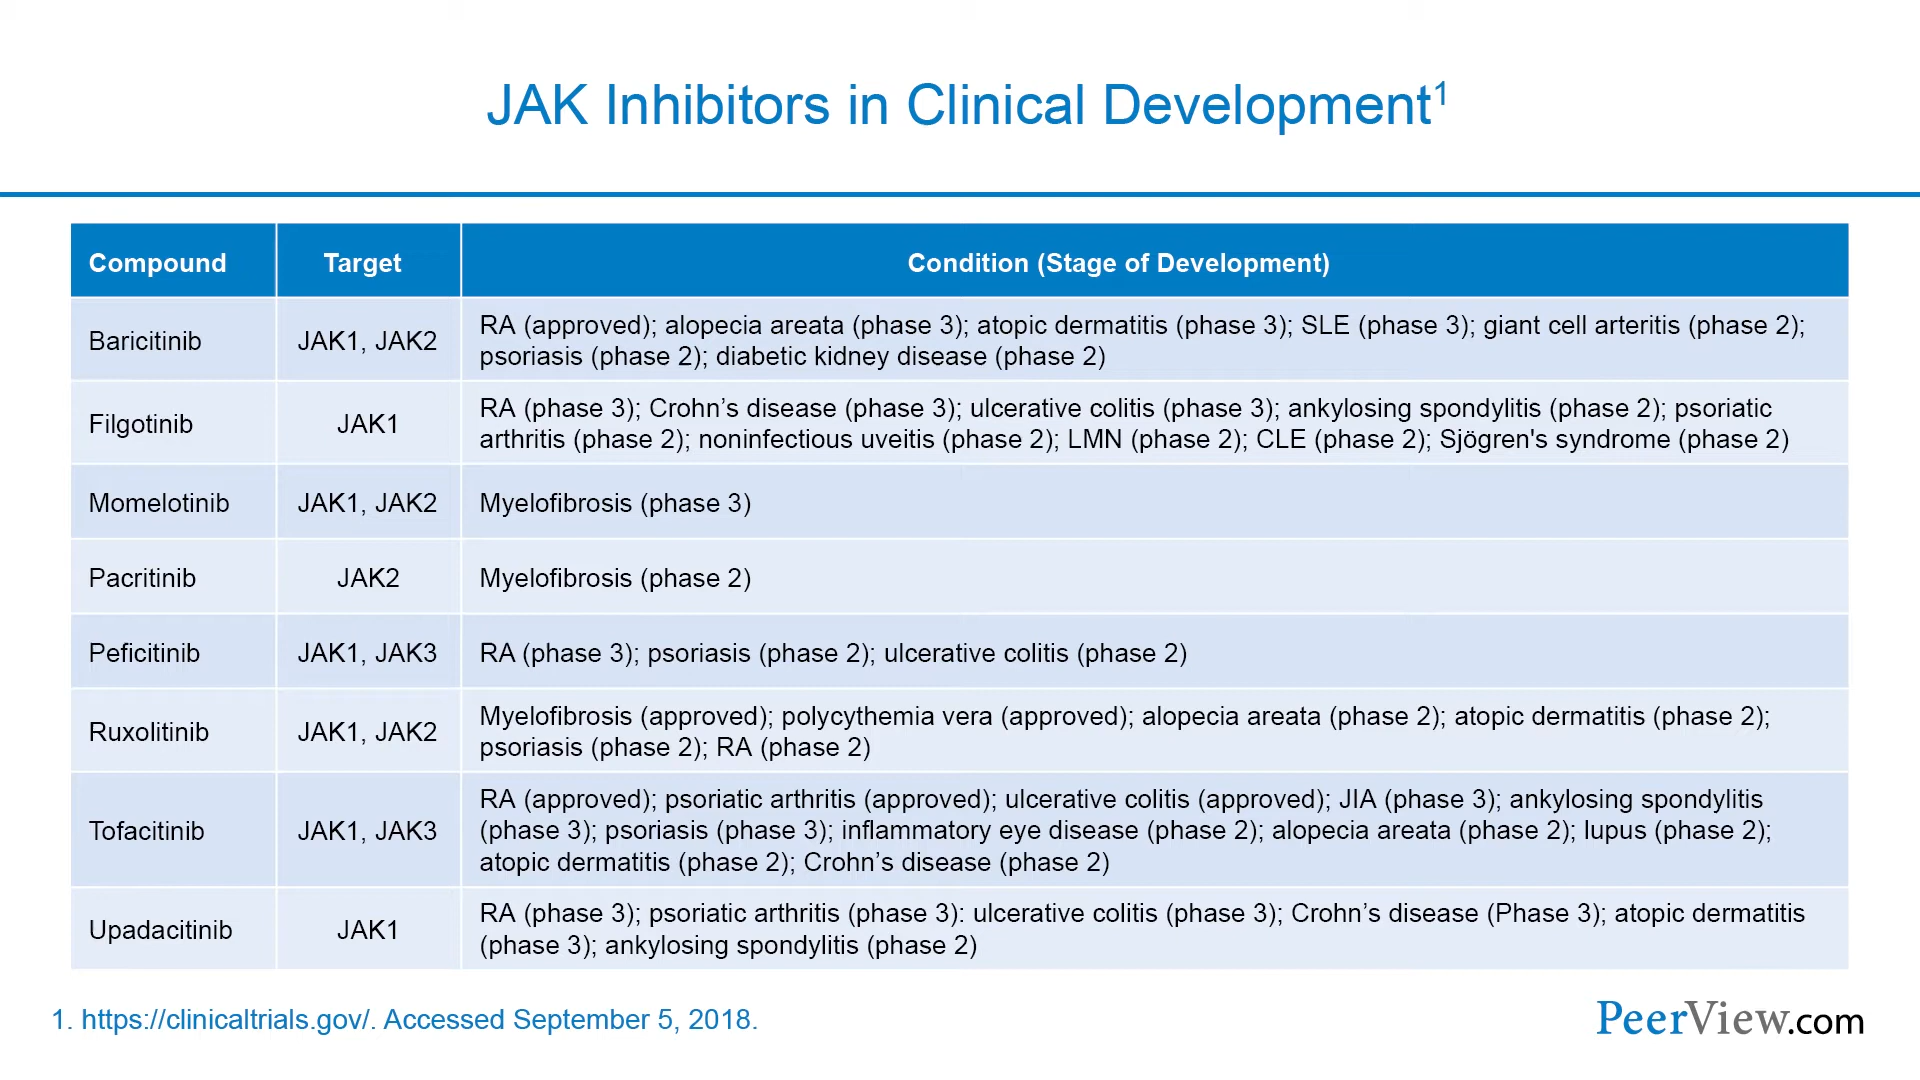 JAK Inhibitors in Clinical Development1
Compound Target Condition (Stage of Development)
Baricitinib JAK1, JAK2 RA (approved); alopecia areata (phase 3); atopic dermatitis (phase 3); SLE (phase 3); giant cell arteritis (phase 2);
psoriasis (phase 2); diabetic kidney disease (phase 2)
Filgotinib JAK1 RA (phase 3); Crohn’s disease (phase 3); ulcerative colitis (phase 3); ankylosing spondylitis (phase 2); psoriatic
arthritis (phase 2); noninfectious uveitis (phase 2); LMN (phase 2); CLE (phase 2); Sjögren's syndrome (phase 2)
Momelotinib JAK1, JAK2 Myelofibrosis (phase 3)
Pacritinib JAK2 Myelofibrosis (phase 2)
Peficitinib JAK1, JAK3 RA (phase 3); psoriasis (phase 2); ulcerative colitis (phase 2)
Ruxolitinib JAK1, JAK2 Myelofibrosis (approved); polycythemia vera (approved); alopecia areata (phase 2); atopic dermatitis (phase 2);
psoriasis (phase 2); RA (phase 2)
Tofacitinib JAK1, JAK3 RA (approved); psoriatic arthritis (approved); ulcerative colitis (approved); JIA (phase 3); ankylosing spondylitis
(phase 3); psoriasis (phase 3); inflammatory eye disease (phase 2); alopecia areata (phase 2); lupus (phase 2);
atopic dermatitis (phase 2); Crohn’s disease (phase 2)
Upadacitinib JAK1 RA (phase 3); psoriatic arthritis (phase 3): ulcerative colitis (phase 3); Crohn’s disease (Phase 3); atopic dermatitis
(phase 3); ankylosing spondylitis (phase 2)
1. https://clinicaltrials.gov/. Accessed September 5, 2018.
PeerView.com